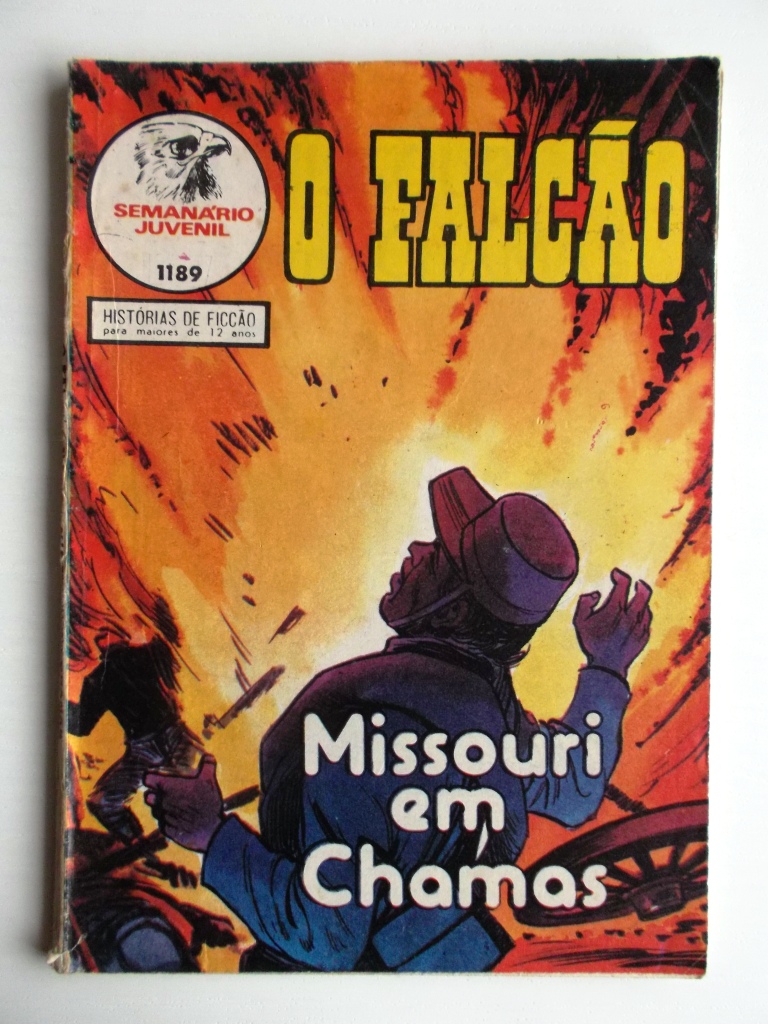 O FALCÃO
SEMANÁRIO
JUVENIL
1189
HISTÓRIAS DE FICÇÃO
para maiores de 12 anos
Missouri
em
Chamas